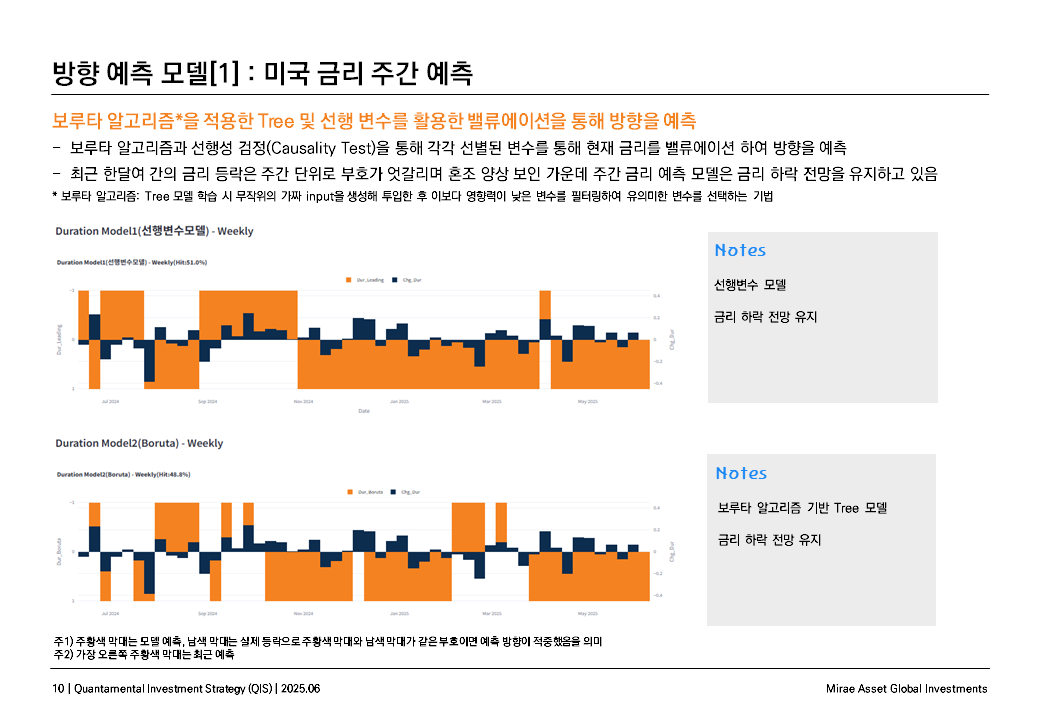 방향 예측 모델[1] : 미국 금리 주간 예측
보루타 알고리즘*을 적용한 Tree 및 선행 변수를 활용한 밸류에이션을 통해 방향을 예측
- 보루타 알고리즘과 선행성 검정(Causality Test)을 통해 각각 선별된 변수를 통해 현재 금리를 밸류에이션 하여 방향을 예측
- 최근 한달여 간의 금리 등락은 주간 단위로 부호가 엇갈리며 혼조 양상 보인 가운데 주간 금리 예측 모델은 금리 하락 전망을 유지하고 있음
* 보루타 알고리즘: Tree 모델 학습 시 무작위의 가짜 input을 생성해 투입한 후 이보다 영향력이 낮은 변수를 필터링하여 유의미한 변수를 선택하는 기법
Duration Model1(선행변수모델) - Weekly
Duration Model1(선행변수모델) - Weekly(Hit:51.0%)
Dur_Leading Chg_Dur
-1
0
1
Dur_Leading
0.4
0.2
0
-0.2
-0.4
Chg_Dur
Jul 2024 Sep 2024 Nov 2024 Jan 2025 Mar 2025 May 2025
Date
Notes
선행변수 모델
금리 하락 전망 유지
Duration Model2(Boruta) - Weekly
Duration Model2(Boruta) - Weekly(Hit:48.8%)
Dur_Boruta Chg_Dur
-1
0
1
Dur_Boruta
0.4
0.2
0
-0.2
-0.4
Chg_Dur
Jul 2024 Sep 2024 Nov 2024 Jan 2025 Mar 2025 May 2025
Notes
보루타 알고리즘 기반 Tree 모델
금리 하락 전망 유지
주1) 주황색 막대는 모델 예측, 남색 막대는 실제 등락으로 주황색 막대와 남색 막대가 같은 부호이면 예측 방향이 적중했음을 의미
주2) 가장 오른쪽 주황색 막대는 최근 예측
10 | Quantamental Investment Strategy (QIS) | 2025.06
Mirae Asset Global Investments